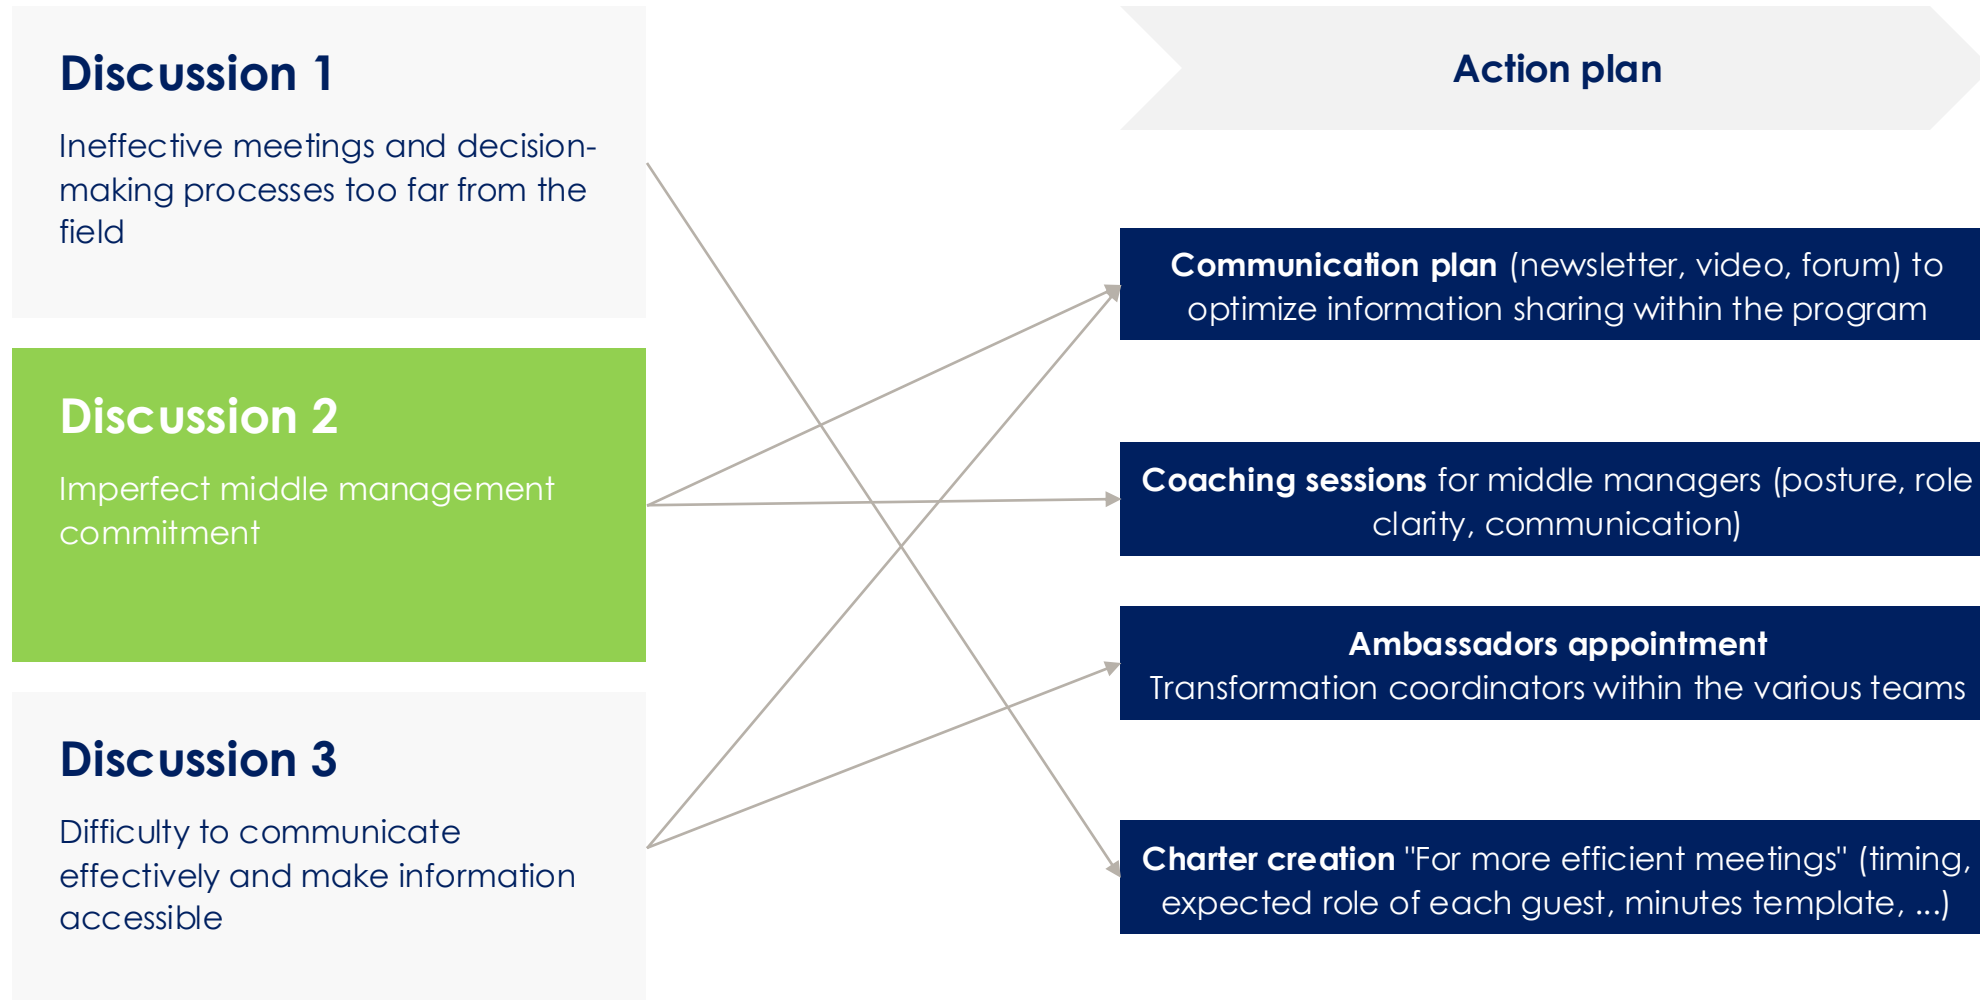 Discussion 1
Ineffective meetings and decision-
making processes too far from the
field
Discussion 2
Imperfect middle management
commitment
Discussion 3
Difficulty to communicate
effectively and make information
accessible
Action plan
Communication plan (newsletter, video, forum) to
optimize information sharing within the program
Coaching sessions for middle managers (posture, role
clarity, communication)
Ambassadors appointment
Transformation coordinators within the various teams
Charter creation "For more efficient meetings" (timing,
expected role of each guest, minutes template, ...)